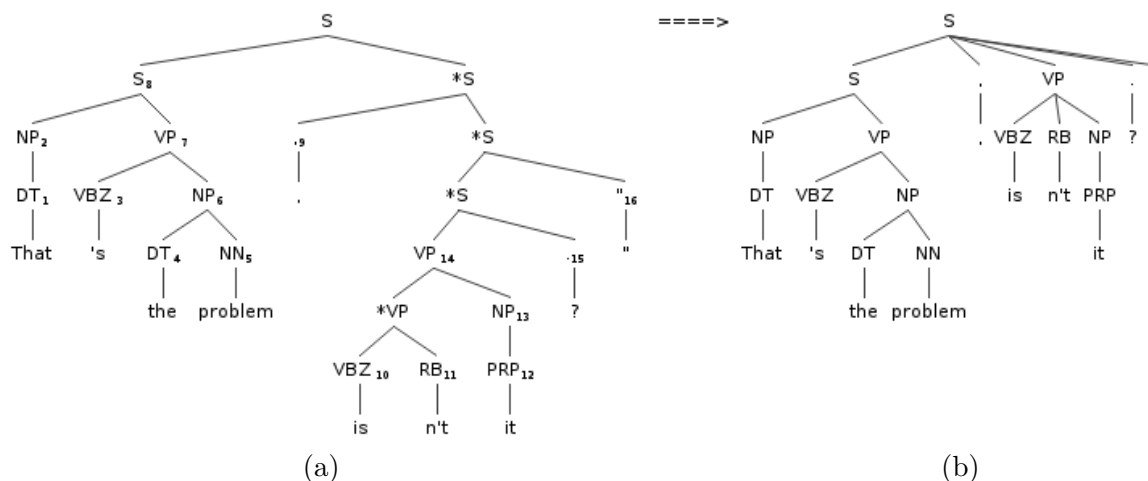 S ====> S
S8 *S S , VP .
NP2 VP7 ,9 *S NP VP , VBZ RB NP ?
DT1 VBZ3 NP6 , *S "16 DT VBZ NP is n't PRP
That 's DT4 NN5 VP14 .15 " That 's DT NN it
the problem *VP NP13 ? the problem
VBZ10 RB11 PRP12
is n't it
(a) (b)